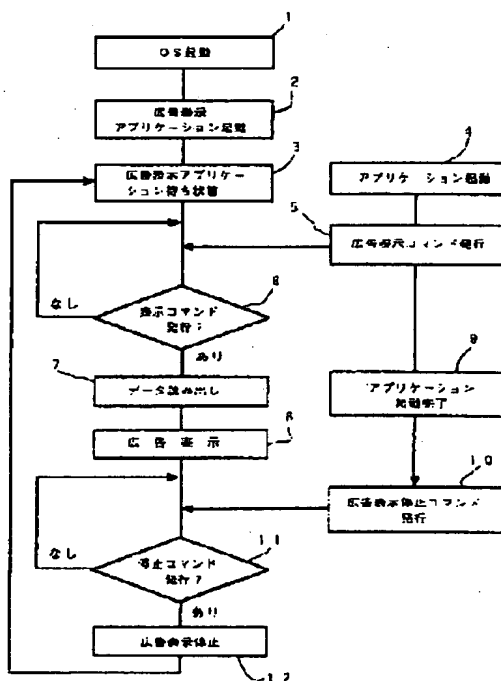 1
OS起動
2
広告表示
アプリケーション起動
3
広告表示アプリケー
ション待ち状態
4
アプリケーション起動
5
広告表示コマンド発行
6
表示コマンド
発行?
なし
あり
7
データ読み出し
8
広告表示
9
アプリケーション
起動完了
10
広告表示停止コマンド
発行
11
停止コマンド
発行?
なし
あり
広告表示停止
12